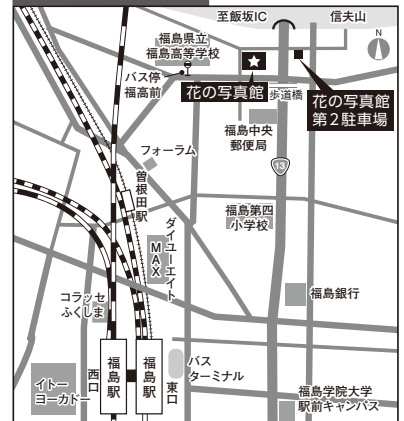 至飯坂IC
信夫山
N
福島県立
福島高等学校
バス停
福高前
花の写真館
歩道橋
花の写真館
第2駐車場
福島中央
郵便局
フォーラム
13
曽根田駅
ダイユーエイト
MAX
福島第四
小学校
コラッセ
ふくしま
福島銀行
福島駅
福島駅
西口
東口
バス
ターミナル
イトー
ヨーカドー
福島学院大学
駅前キャンパス